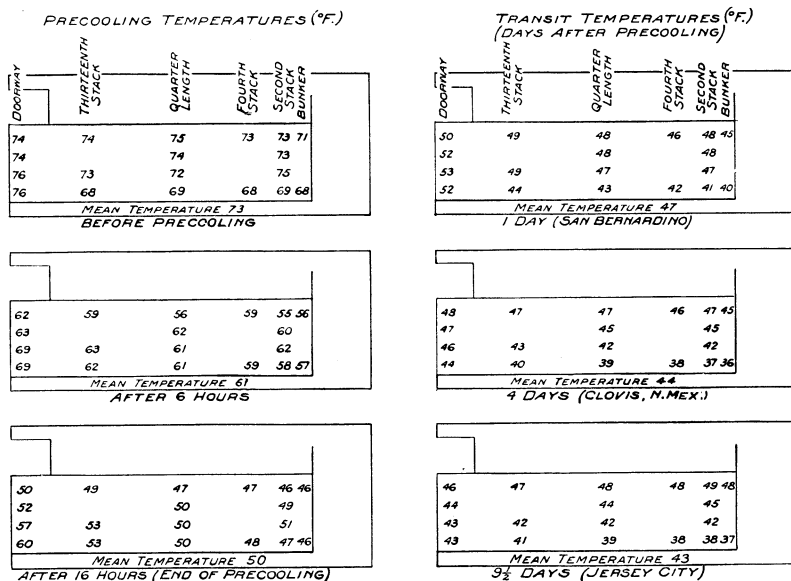 PRECOOLING TEMPERATURES (°F.)
DOORWAY THIRTEENTH STACK QUARTER LENGTH FOURTH STACK SECOND STACK BUNKER
74 74 75 73 73 71
74 74 73
76 73 72 75
76 68 69 68 69 68
MEAN TEMPERATURE 73
BEFORE PRECOOLING
62 59 56 59 55 56
63 62 60
69 63 61 62
69 62 61 59 58 57
MEAN TEMPERATURE 61
AFTER 6 HOURS
50 49 47 47 46 46
52 50 49
57 53 50 51
60 53 50 48 47 46
MEAN TEMPERATURE 50
AFTER 16 HOURS (END OF PRECOOLING)
TRANSIT TEMPERATURES (°F.)
(DAYS AFTER PRECOOLING)
DOORWAY THIRTEENTH STACK QUARTER LENGTH FOURTH STACK SECOND STACK BUNKER
50 49 48 46 48 45
52 48 48
53 49 47 47
52 44 43 42 41 40
MEAN TEMPERATURE 47
1 DAY (SAN BERNARDINO)
48 47 47 46 47 45
47 45 45
46 43 42 42
44 40 39 38 37 36
MEAN TEMPERATURE 44
4 DAYS (CLOVIS, N.MEX.)
46 47 48 48 49 48
44 44 45
43 42 42 42
43 41 39 38 38 37
MEAN TEMPERATURE 43
9½ DAYS (JERSEY CITY)